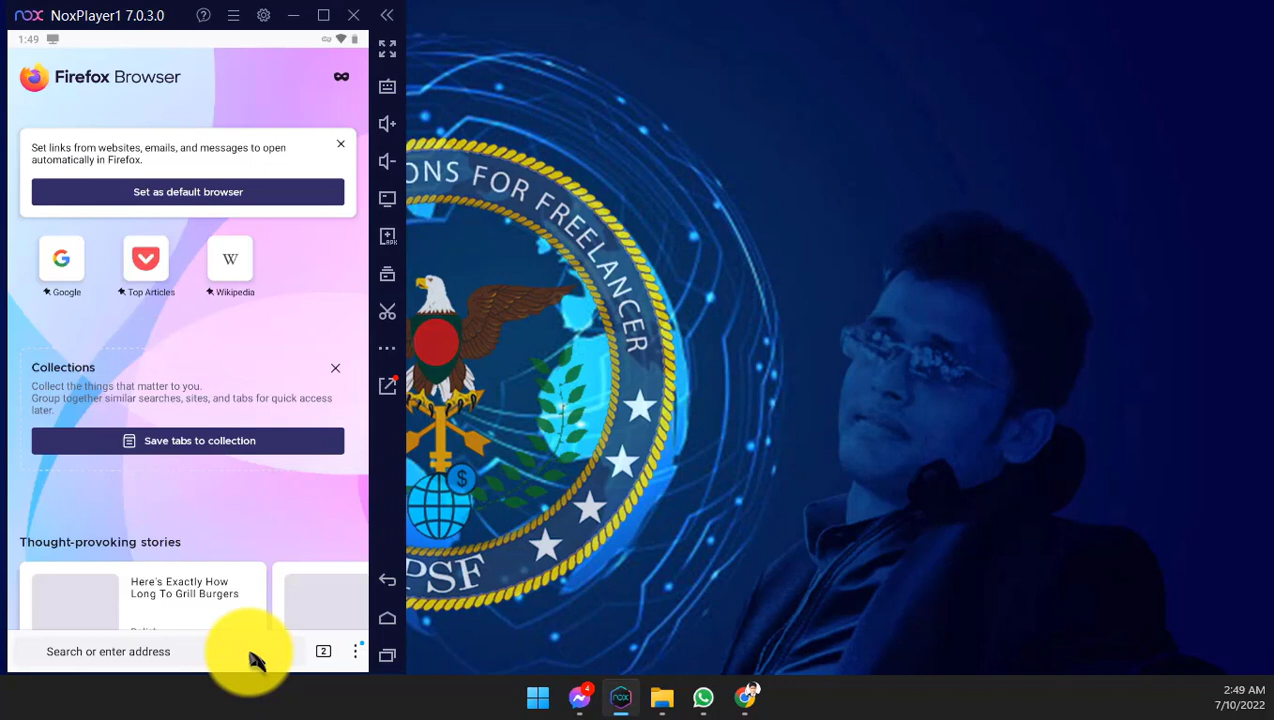 nox NoxPlayer1 7.0.3.0
1:49
Firefox Browser
Set links from websites, emails, and messages to open
automatically in Firefox.
Set as default browser
G
W
Google
Top Articles
Wikipedia
Collections
Collect the things that matter to you.
Group together similar searches, sites, and tabs for quick access
later.
Save tabs to collection
Thought-provoking stories
Here's Exactly How
Long To Grill Burgers
Search or enter address
2
APK
ONS FOR FREELANCER
PSF
$
4
nox
2:49 AM
7/10/2022